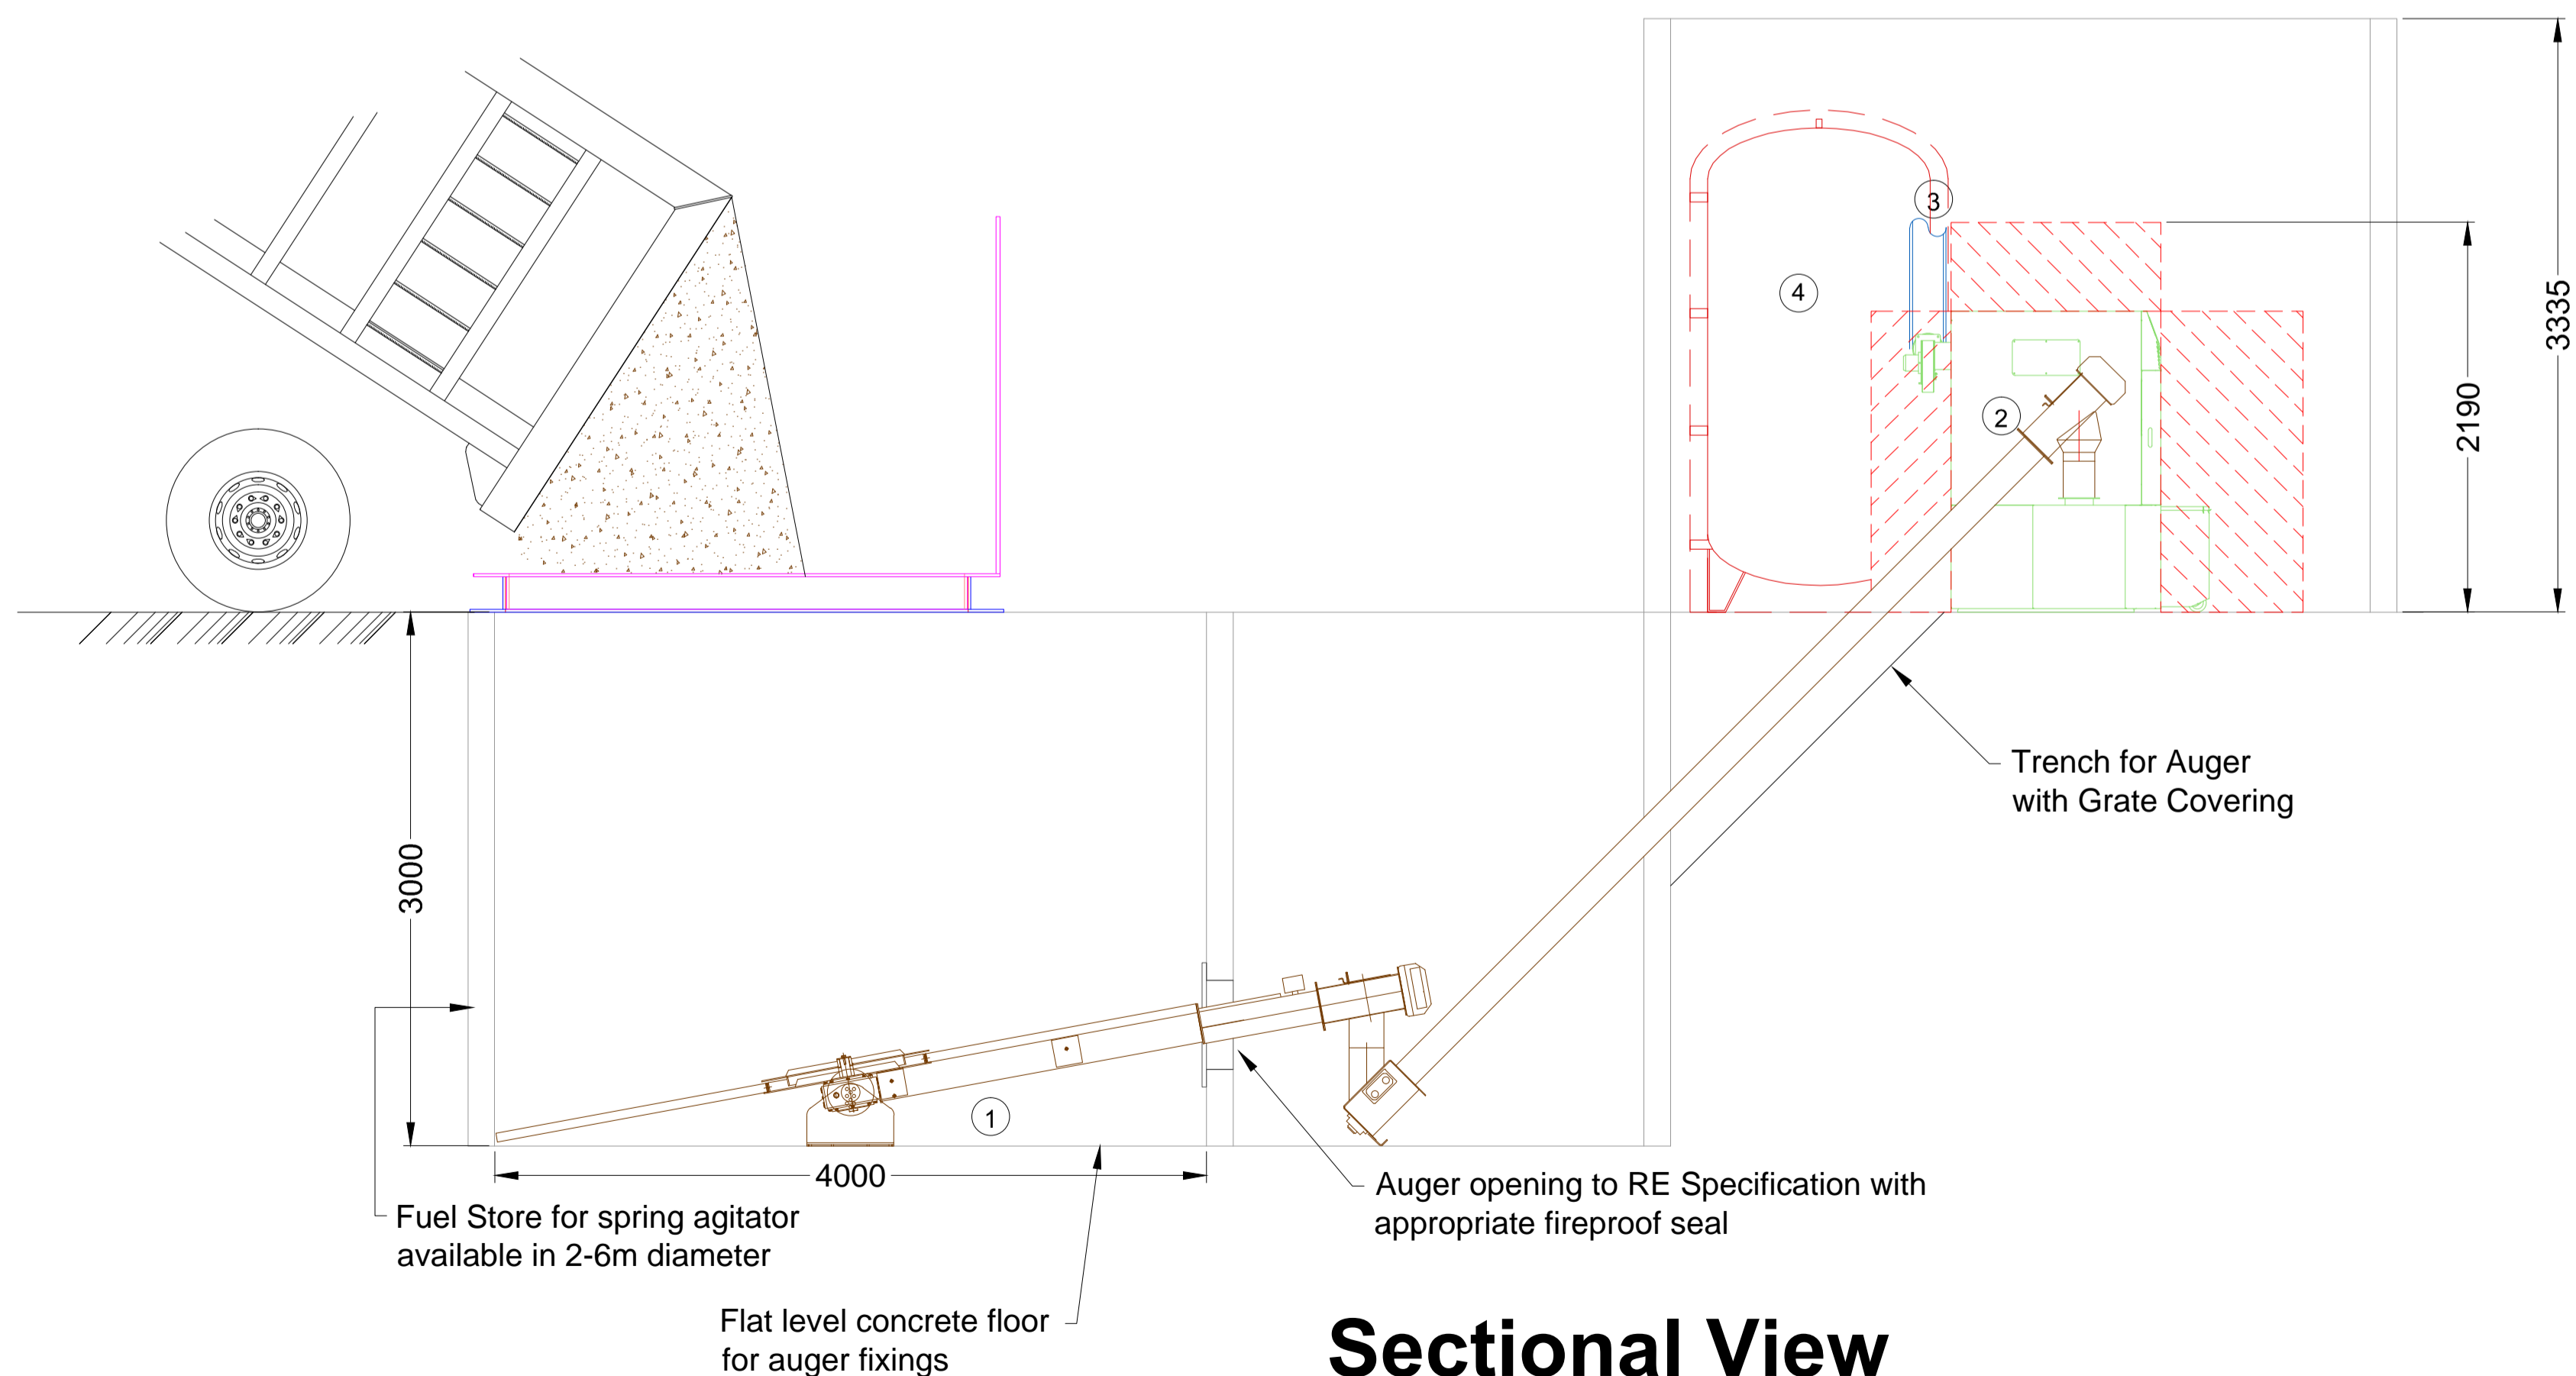 3
4
2
3335
2190
Trench for Auger
with Grate Covering
3000
1
4000
Auger opening to RE Specification with
appropriate fireproof seal
Fuel Store for spring agitator
available in 2-6m diameter
Flat level concrete floor
for auger fixings
Sectional View